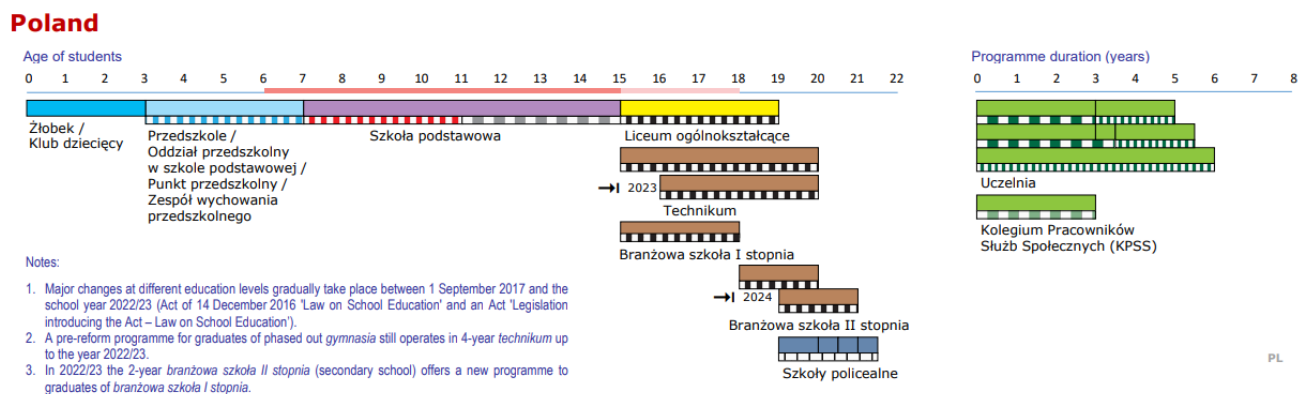 Poland
Age of students
0 1 2 3 4 5 6 7 8 9 10 11 12 13 14 15 16 17 18 19 20 21 22
Żłobek /
Klub dziecięcy
Przedszkole /
Oddział przedszkolny
w szkole podstawowej /
Punkt przedszkolny /
Zespół wychowania
przedszkolnego
Szkoła podstawowa
Liceum ogólnokształcące
2023
Technikum
Branżowa szkoła I stopnia
2024
Branżowa szkoła II stopnia
Szkoły policealne
Programme duration (years)
0 1 2 3 4 5 6 7 8
Uczelnia
Kolegium Pracowników
Służb Społecznych (KPSS)
Notes:
1. Major changes at different education levels gradually take place between 1 September 2017 and the
school year 2022/23 (Act of 14 December 2016 'Law on School Education' and an Act 'Legislation
introducing the Act – Law on School Education').
2. A pre-reform programme for graduates of phased out gymnasia still operates in 4-year technikum up
to the year 2022/23.
3. In 2022/23 the 2-year branżowa szkoła II stopnia (secondary school) offers a new programme to
graduates of branżowa szkoła I stopnia.
PL